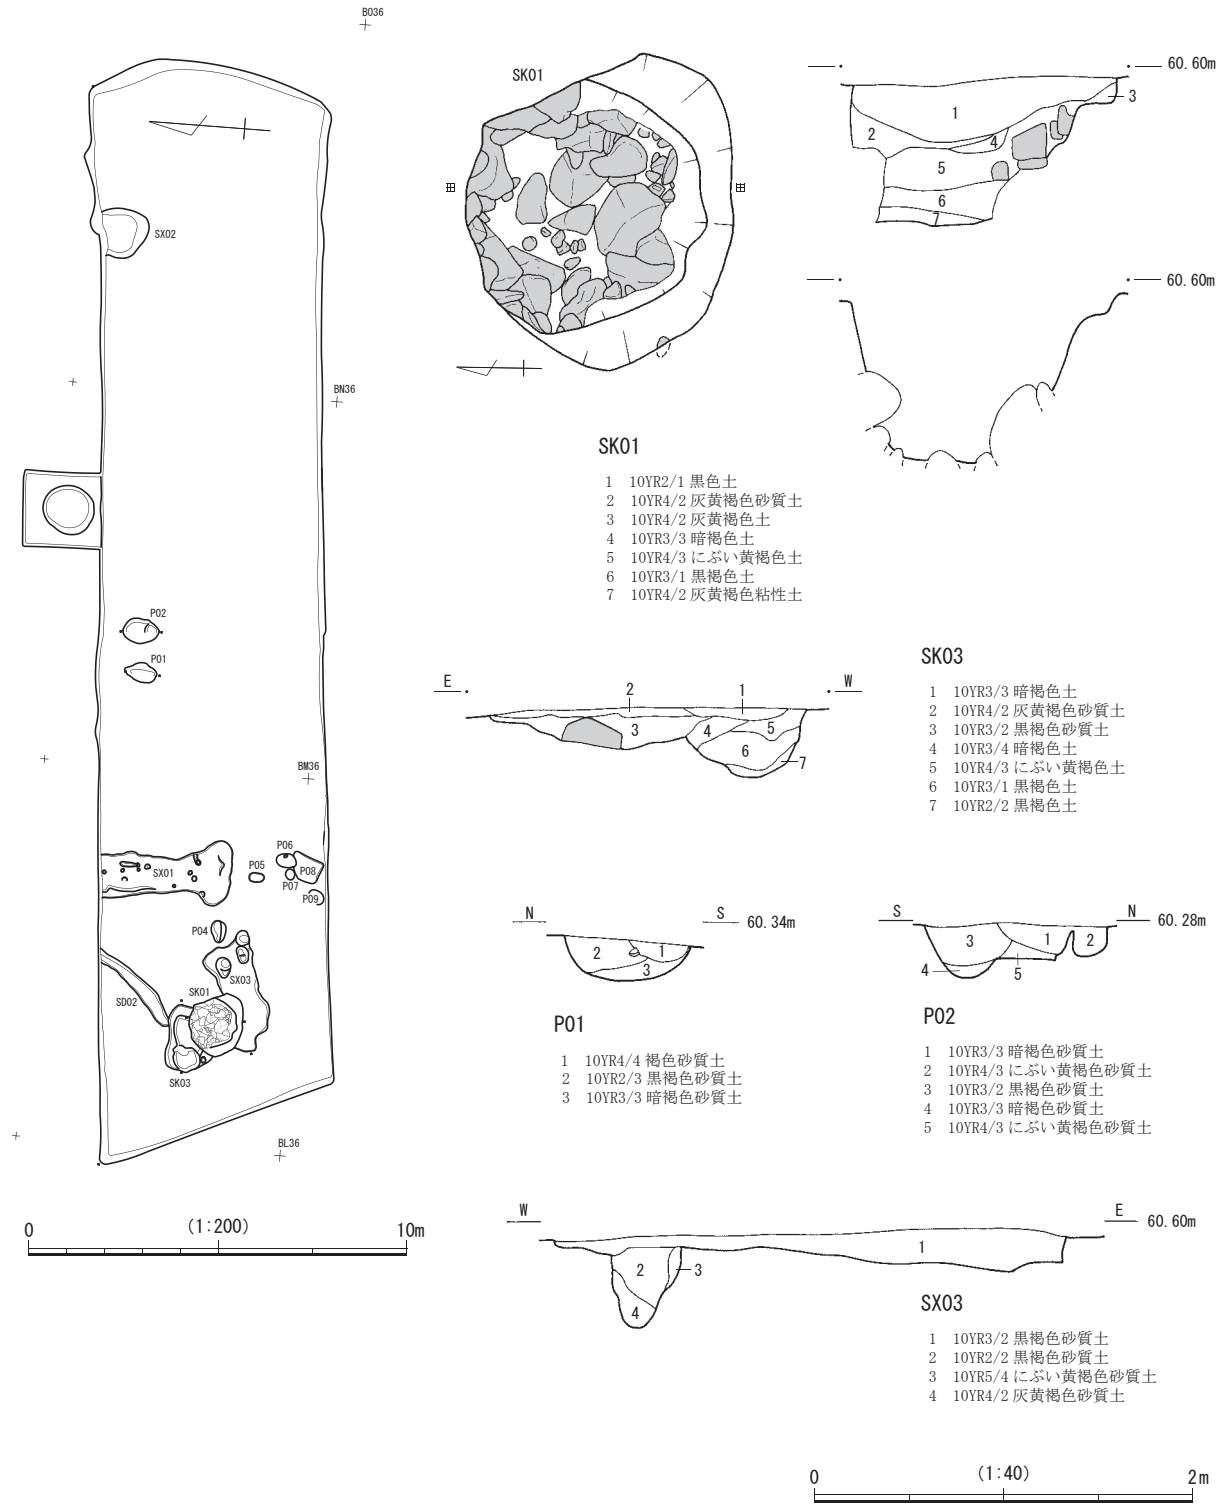 BO36
SK01
60.60m
1
2
3
4
5
6
7
SX02
60.60m
BN36
SK01
1 10YR2/1 黒色土
2 10YR4/2 灰黄褐色砂質土
3 10YR4/2 灰黄褐色土
4 10YR3/3 暗褐色土
5 10YR4/3 にぶい黄褐色土
6 10YR3/1 黒褐色土
7 10YR4/2 灰黄褐色粘性土
P02
P01
E
W
2
1
3
4
5
6
7
SK03
1 10YR3/3 暗褐色土
2 10YR4/2 灰黄褐色砂質土
3 10YR3/2 黒褐色砂質土
4 10YR3/4 暗褐色土
5 10YR4/3 にぶい黄褐色土
6 10YR3/1 黒褐色土
7 10YR2/2 黒褐色土
BM36
P06
P05
P08
SX01
P07
P09
P04
SX03
SK01
SD02
SK03
BL36
N
S
60.34m
2
1
3
P01
1 10YR4/4 褐色砂質土
2 10YR2/3 黒褐色砂質土
3 10YR3/3 暗褐色砂質土
S
N
60.28m
3
1
2
4
5
P02
1 10YR3/3 暗褐色砂質土
2 10YR4/3 にぶい黄褐色砂質土
3 10YR3/2 黒褐色砂質土
4 10YR3/3 暗褐色砂質土
5 10YR4/3 にぶい黄褐色砂質土
0 (1:200) 10m
W
E
60.60m
1
2
3
4
SX03
1 10YR3/2 黒褐色砂質土
2 10YR2/2 黒褐色砂質土
3 10YR5/4 にぶい黄褐色砂質土
4 10YR4/2 灰黄褐色砂質土
0 (1:40) 2m